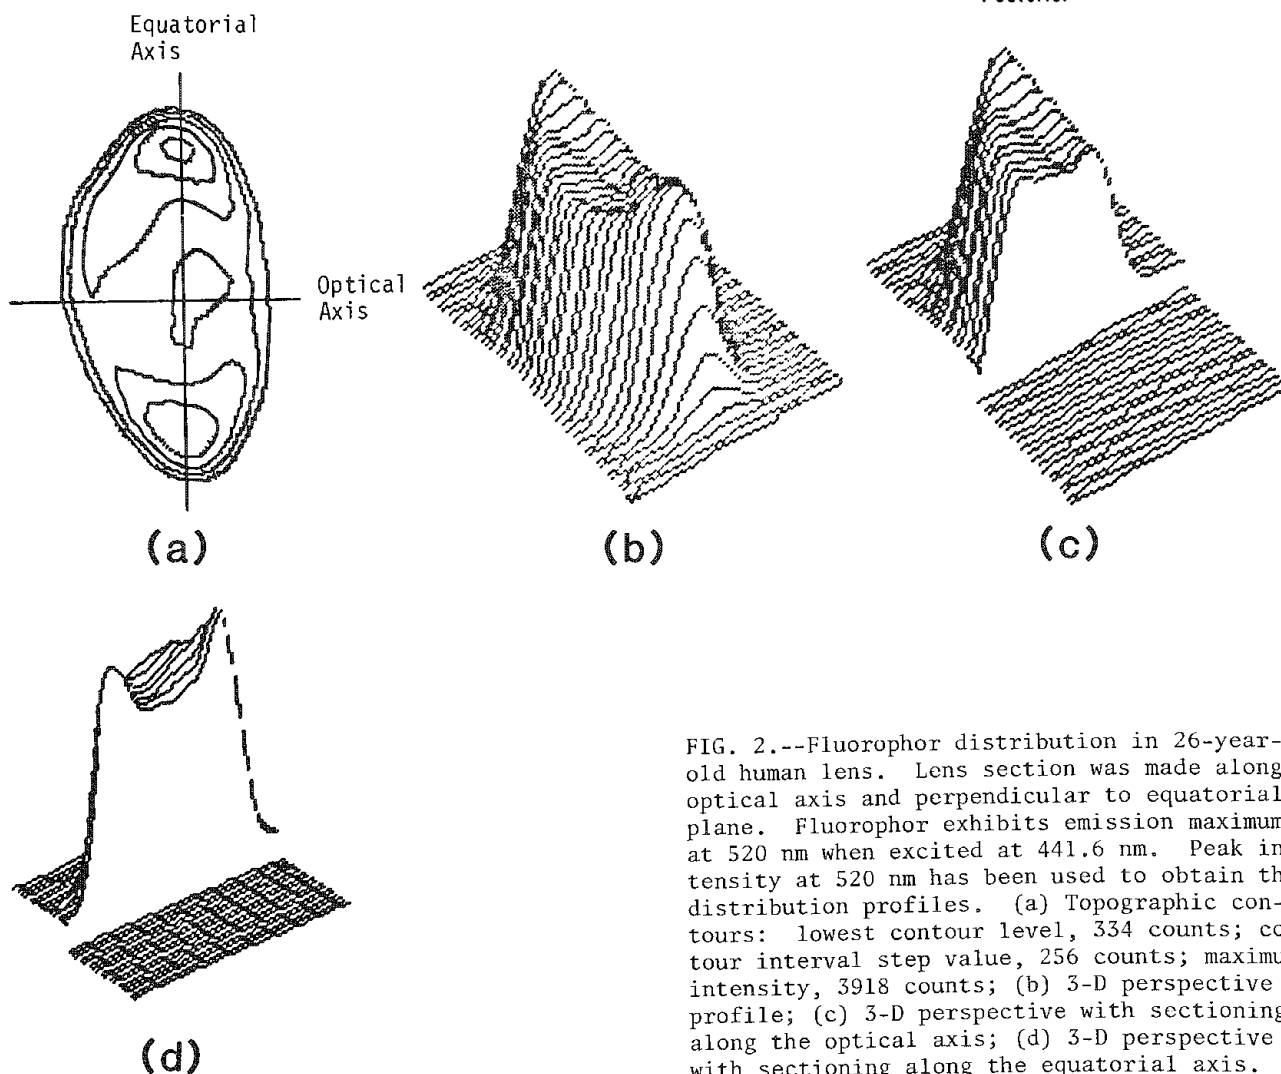 Equatorial
Axis
Optical
Axis
(a)
(b)
(c)
(d)
FIG. 2.--Fluorophor distribution in 26-year-
old human lens. Lens section was made along
optical axis and perpendicular to equatorial
plane. Fluorophor exhibits emission maximum
at 520 nm when excited at 441.6 nm. Peak in
tensity at 520 nm has been used to obtain th
distribution profiles. (a) Topographic con-
tours: lowest contour level, 334 counts; co
tour interval step value, 256 counts; maximu
intensity, 3918 counts; (b) 3-D perspective
profile; (c) 3-D perspective with sectioning
along the optical axis; (d) 3-D perspective
with sectioning along the equatorial axis.